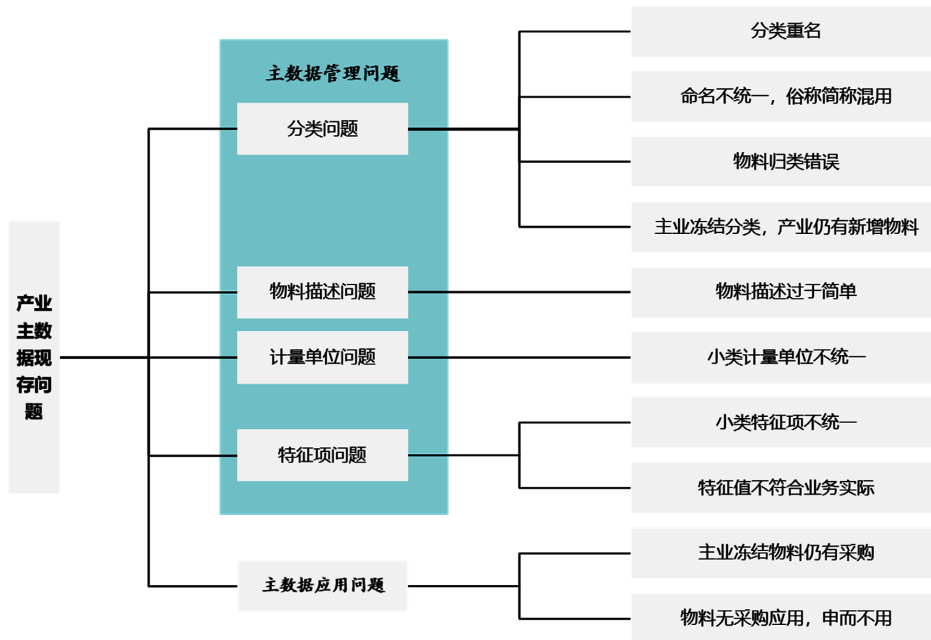 产业
主数
据现
存问
题
主数据管理问题
分类问题
分类重名
命名不统一，俗称简称混用
物料归类错误
主业冻结分类，产业仍有新增物料
物料描述问题
物料描述过于简单
计量单位问题
小类计量单位不统一
特征项问题
小类特征项不统一
特征值不符合业务实际
主数据应用问题
主业冻结物料仍有采购
物料无采购应用，申而不用